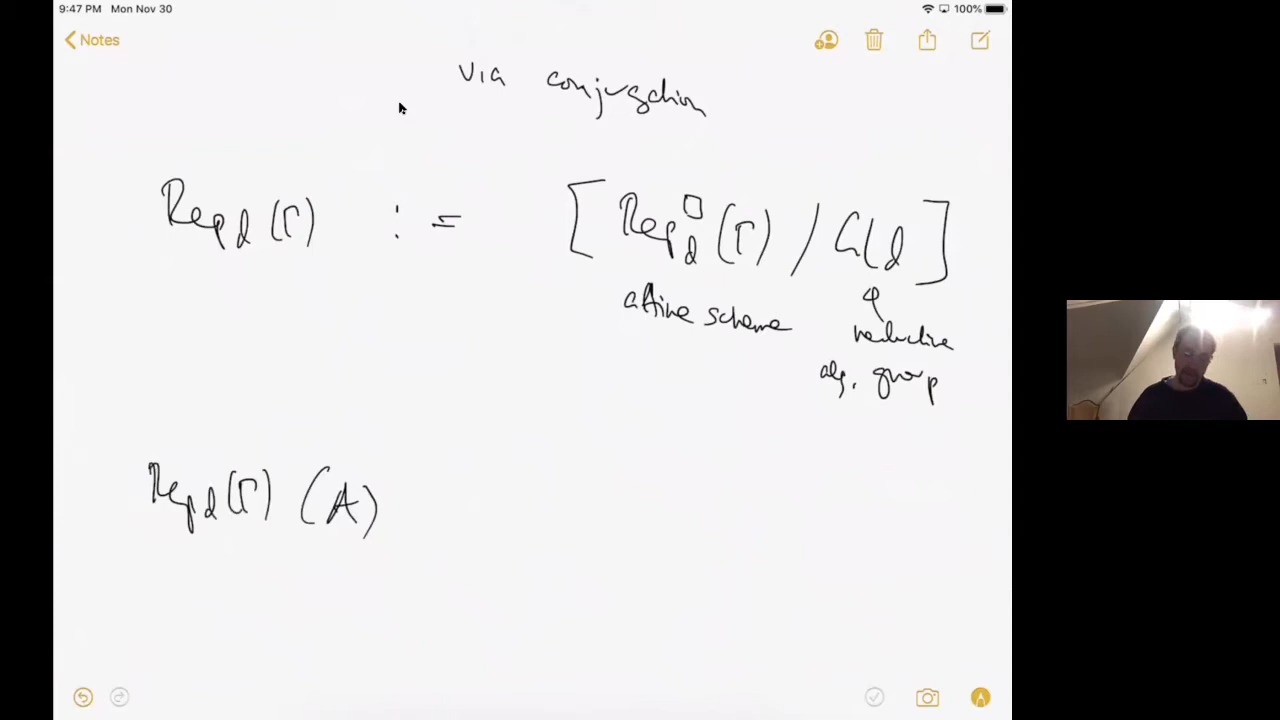 9:47 PM Mon Nov 30
100%
Notes
via conjugation
Rep_d (Γ) := [ Rep_d^□ (Γ) / GL_d ]
affine scheme
reductive
alg. group
Rep_d (Γ) (A)